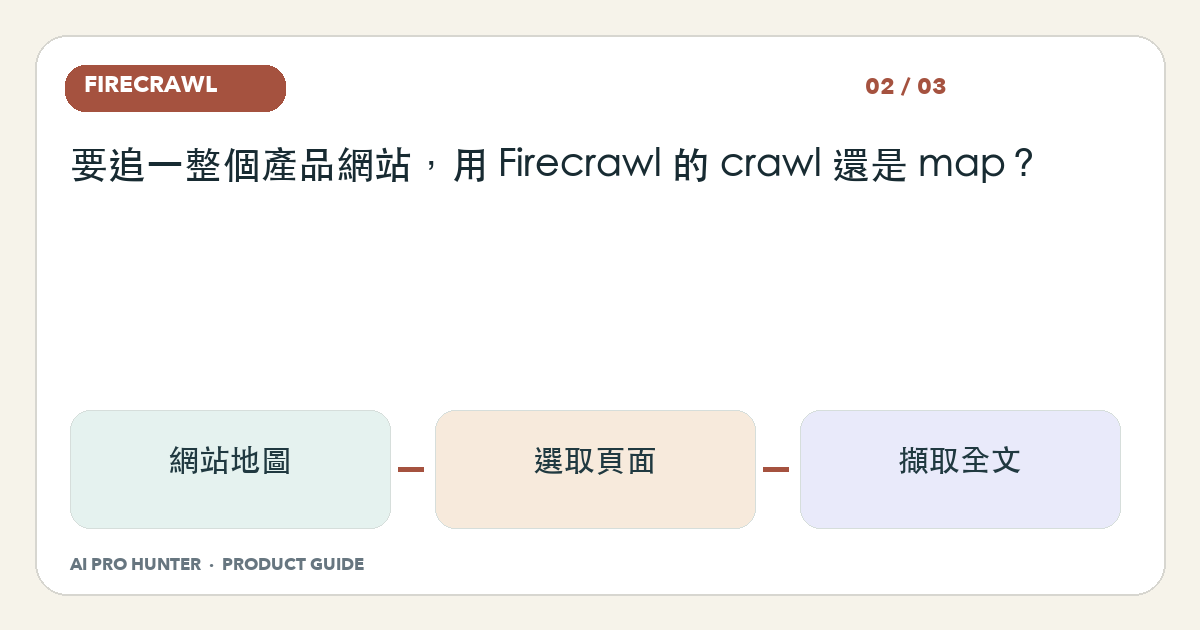 FIRECRAWL
02 / 03
要追一整個產品網站，用 Firecrawl 的 crawl 還是 map？
網站地圖
選取頁面
擷取全文
AI PRO HUNTER · PRODUCT GUIDE